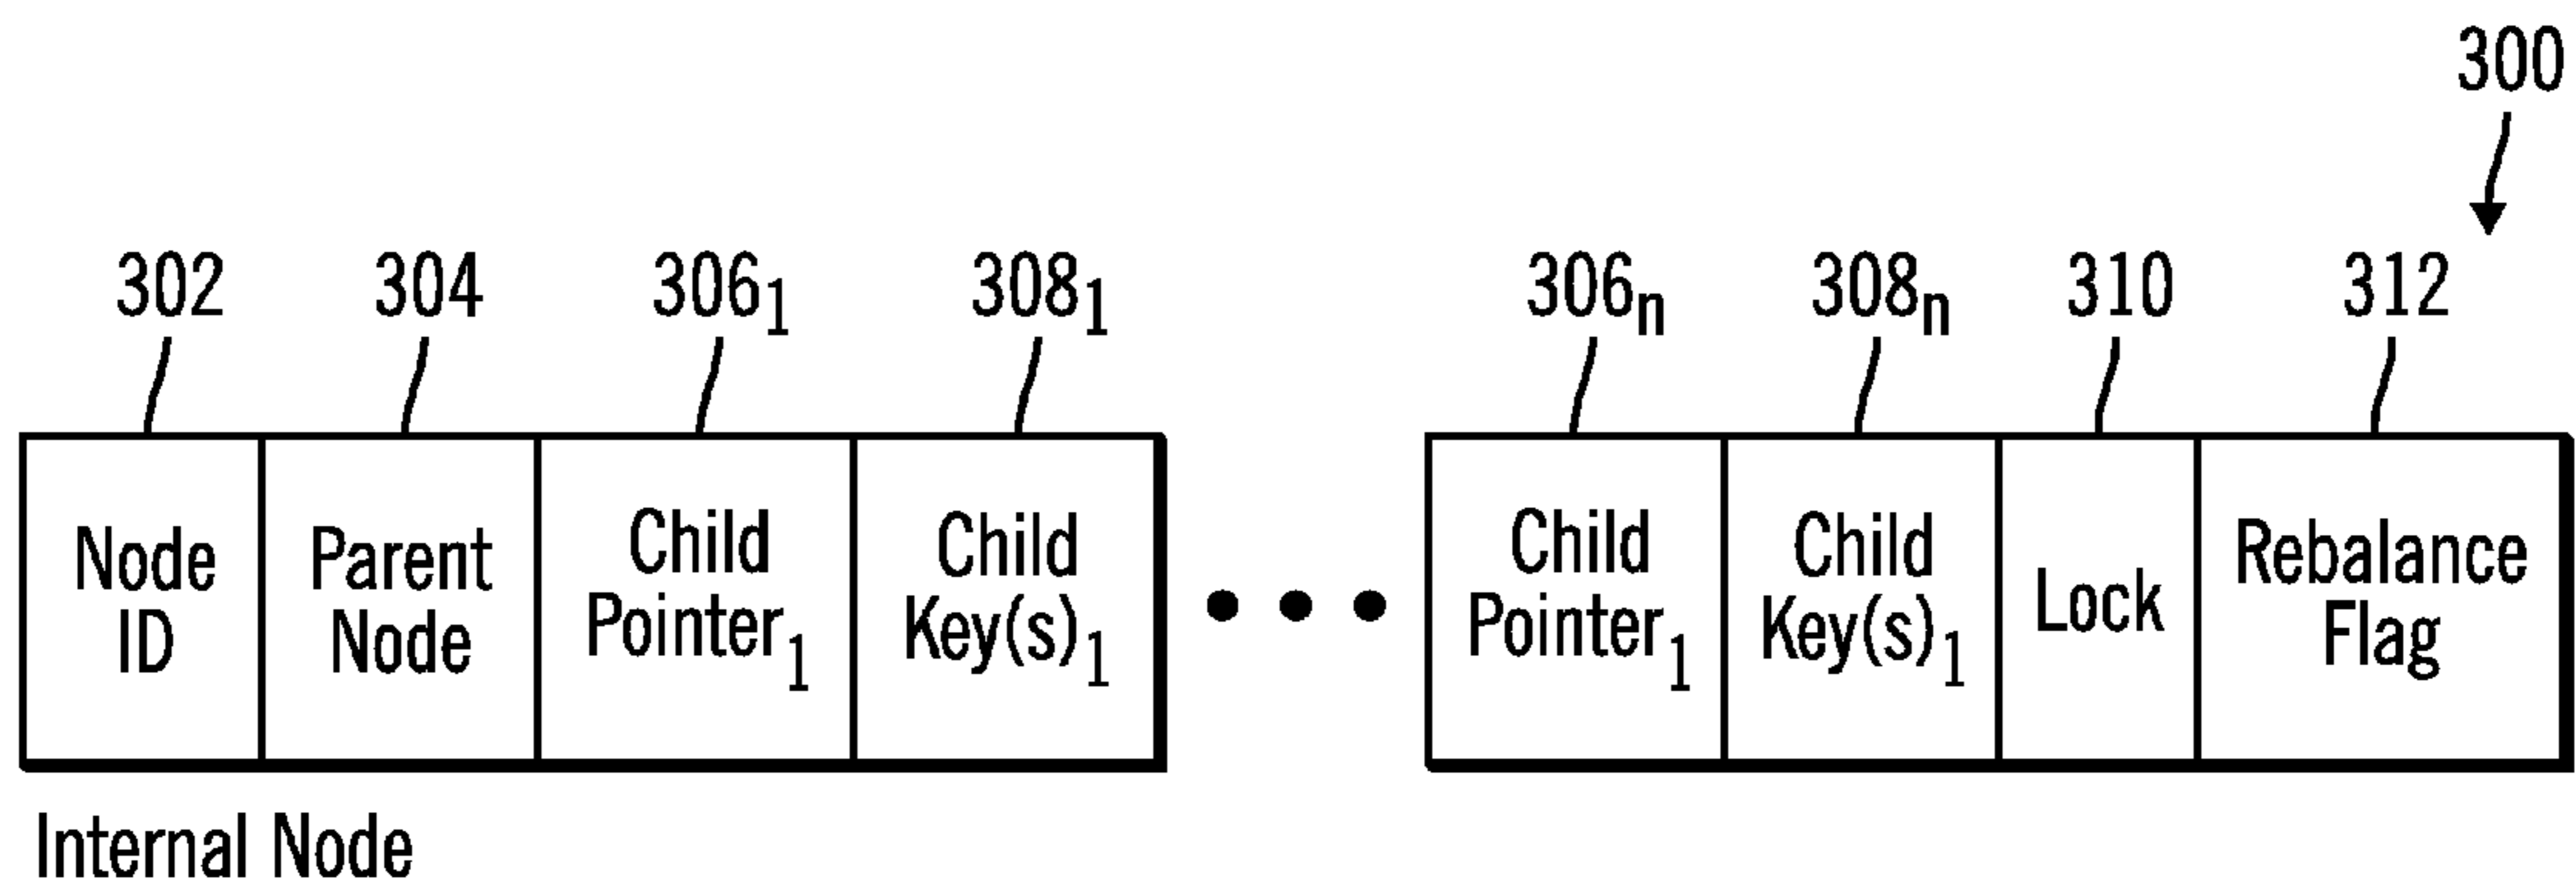 300
302 304 306₁ 308₁ 306ₙ 308ₙ 310 312
Node ID
Parent Node
Child Pointer₁
Child Key(s)₁
• • •
Child Pointer₁
Child Key(s)₁
Lock
Rebalance Flag
Internal Node